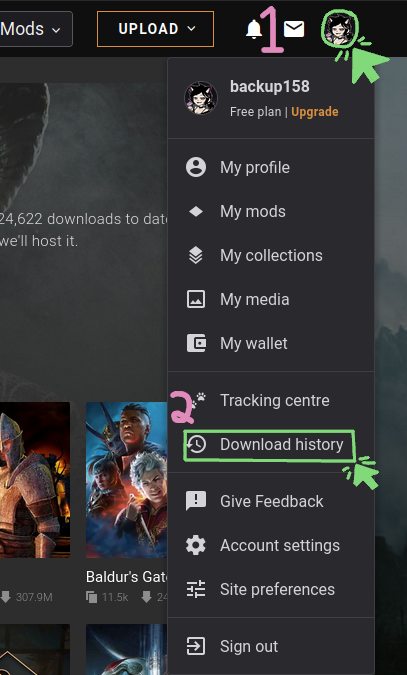 Mods
UPLOAD
1
backup158
Free plan | Upgrade
My profile
My mods
24,622 downloads to date
My collections
we'll host it.
My media
My wallet
2
Tracking centre
Download history
Give Feedback
Account settings
Baldur's Gate
Site preferences
307.9M
11.5k
Sign out